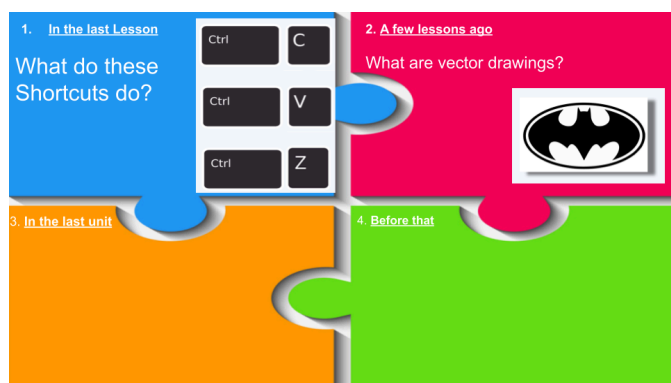 1. In the last Lesson
What do these
Shortcuts do?
Ctrl C
Ctrl V
Ctrl Z
2. A few lessons ago
What are vector drawings?
3. In the last unit
4. Before that